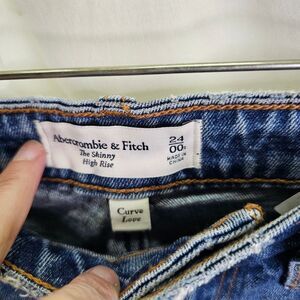 Abercrombie & Fitch
The Skinny
High Rise
24
00S
MADE IN
CHINA
Curve
Love